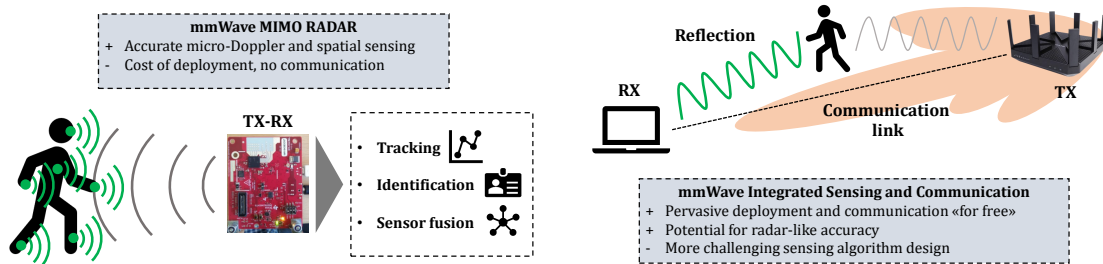 mmWave MIMO RADAR
+ Accurate micro-Doppler and spatial sensing
- Cost of deployment, no communication
TX-RX
• Tracking
• Identification
• Sensor fusion
Reflection
RX
TX
Communication
link
mmWave Integrated Sensing and Communication
+ Pervasive deployment and communication «for free»
+ Potential for radar-like accuracy
- More challenging sensing algorithm design